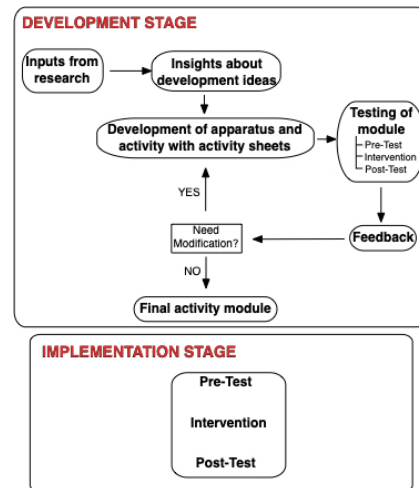 DEVELOPMENT STAGE
Inputs from
research
Insights about
development ideas
Development of apparatus and
activity with activity sheets
Testing of
module
Pre-Test
Intervention
Post-Test
YES
Need
Modification?
Feedback
NO
Final activity module
IMPLEMENTATION STAGE
Pre-Test
Intervention
Post-Test